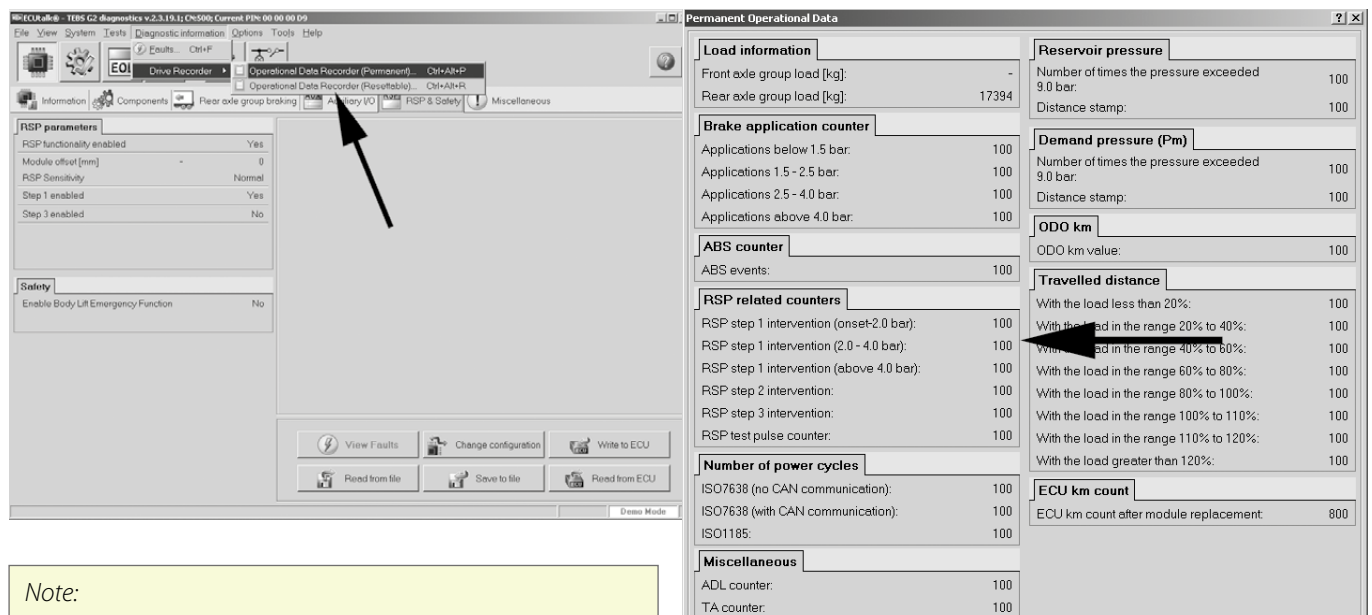 ECUtalk® - TEBS G2 diagnostics v.2.3.19.1; CN:500; Current PIN: 00 00 00 D9
File View System Tests Diagnostic information Options Tools Help
Faults... Ctrl+F
EOL
Drive Recorder
Operational Data Recorder (Permanent)... Ctrl+Alt+P
Operational Data Recorder (Resettable)... Ctrl+Alt+R
Information Components Rear axle group braking Auxiliary I/O RSP & Safety Miscellaneous
RSP parameters
RSP functionality enabled Yes
Module offset [mm] - 0
RSP Sensitivity Normal
Step 1 enabled Yes
Step 3 enabled No
Safety
Enable Body Lift Emergency Function No
View Faults Change configuration Write to ECU
Read from file Save to file Read from ECU
Demo Mode
Note:
Permanent Operational Data
Load information
Front axle group load [kg]: -
Rear axle group load [kg]: 17394
Brake application counter
Applications below 1.5 bar: 100
Applications 1.5 - 2.5 bar: 100
Applications 2.5 - 4.0 bar: 100
Applications above 4.0 bar: 100
ABS counter
ABS events: 100
RSP related counters
RSP step 1 intervention (onset-2.0 bar): 100
RSP step 1 intervention (2.0 - 4.0 bar): 100
RSP step 1 intervention (above 4.0 bar): 100
RSP step 2 intervention: 100
RSP step 3 intervention: 100
RSP test pulse counter: 100
Number of power cycles
ISO7638 (no CAN communication): 100
ISO7638 (with CAN communication): 100
ISO1185: 100
Miscellaneous
ADL counter: 100
TA counter: 100
Reservoir pressure
Number of times the pressure exceeded
9.0 bar: 100
Distance stamp: 100
Demand pressure (Pm)
Number of times the pressure exceeded
9.0 bar: 100
Distance stamp: 100
ODO km
ODO km value: 100
Travelled distance
With the load less than 20%: 100
With the load in the range 20% to 40%: 100
With the load in the range 40% to 60%: 100
With the load in the range 60% to 80%: 100
With the load in the range 80% to 100%: 100
With the load in the range 100% to 110%: 100
With the load in the range 110% to 120%: 100
With the load greater than 120%: 100
ECU km count
ECU km count after module replacement: 800